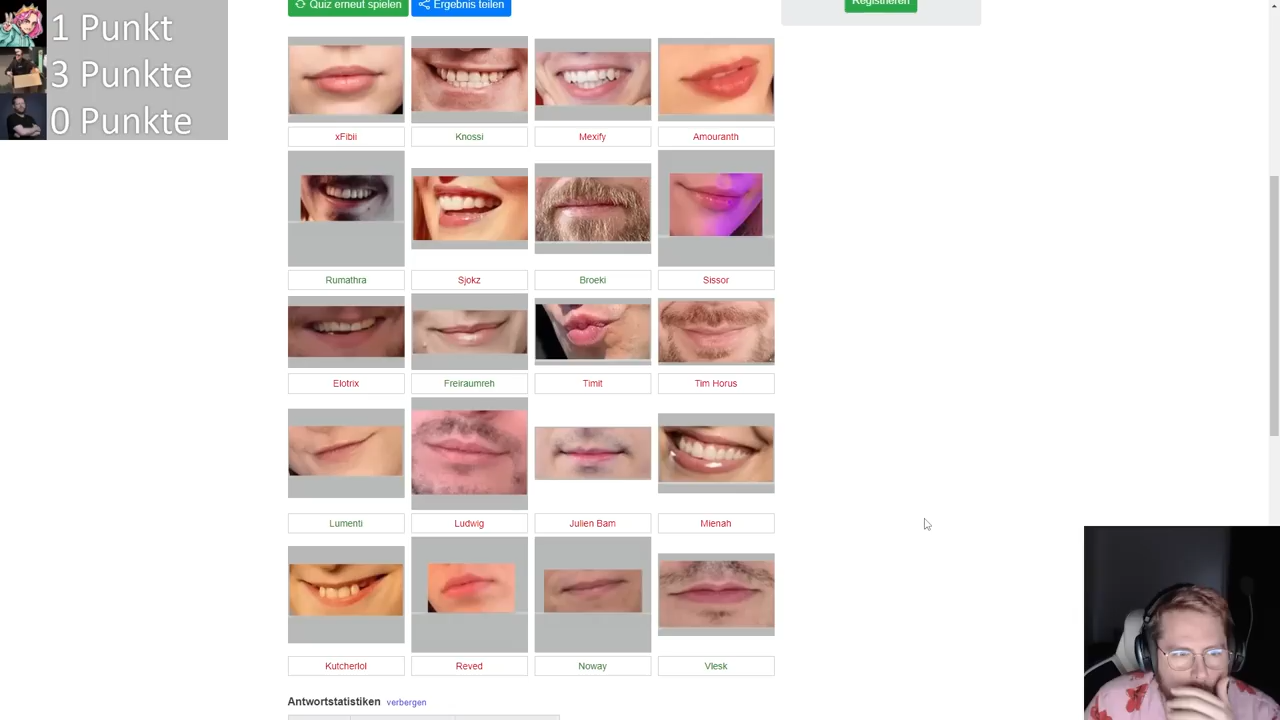 1 Punkt
3 Punkte
0 Punkte
Quiz erneut spielen
Ergebnis teilen
Registrieren
xFibii
Knossi
Mexify
Amouranth
Rumathra
Sjokz
Broeki
Sissor
Elotrix
Freiraumreh
Timit
Tim Horus
Lumenti
Ludwig
Julien Bam
Mienah
Kutcherlol
Reved
Noway
Vlesk
Antwortstatistiken verbergen